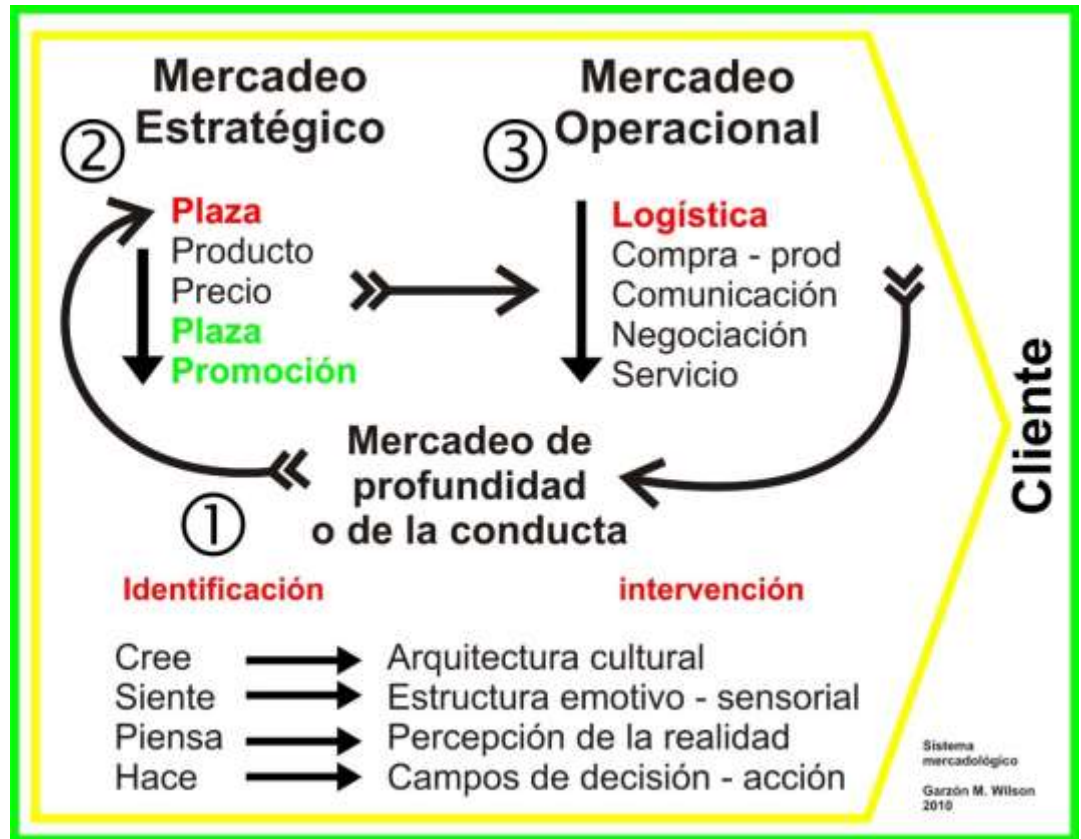 Mercadeo
Estratégico
②
Plaza
Producto
Precio
Plaza
Promoción
Mercadeo
Operacional
③
Logística
Compra - prod
Comunicación
Negociación
Servicio
Mercadeo de
profundidad
o de la conducta
①
Identificación intervención
Cree Arquitectura cultural
Siente Estructura emotivo - sensorial
Piensa Percepción de la realidad
Hace Campos de decisión - acción
Cliente
Sistema
mercadológico
Garzón M. Wilson
2010